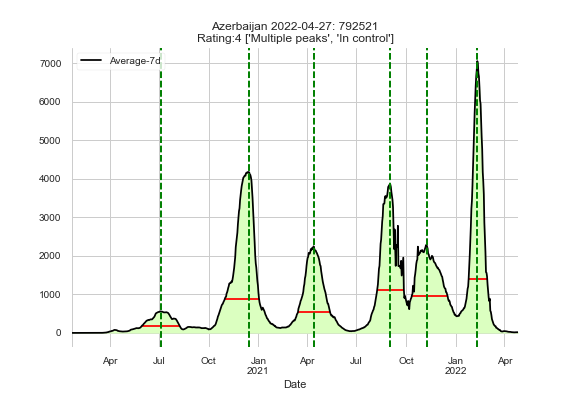 Azerbaijan 2022-04-27: 792521
Rating:4 ['Multiple peaks', 'In control']
Average-7d
7000
6000
5000
4000
3000
2000
1000
0
Apr Jul Oct Jan Apr Jul Oct Jan Apr
2021 2022
Date